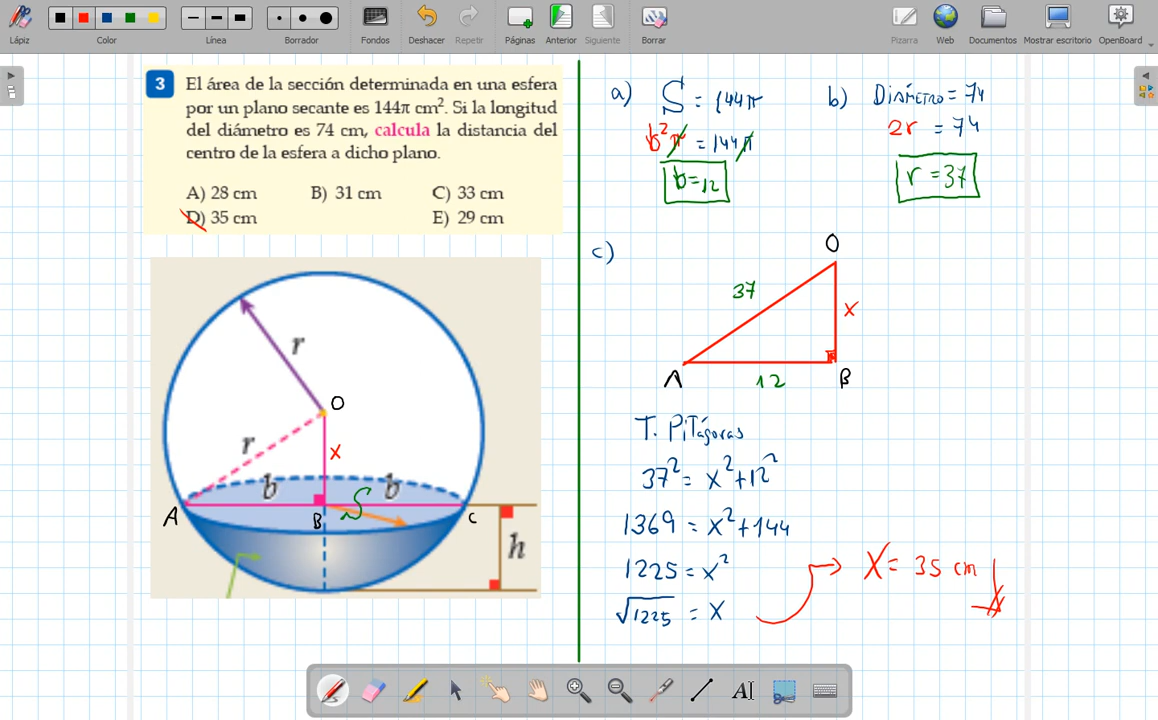 Lápiz
Color
Línea
Borrador
Fondos
Deshacer
Repetir
Páginas
Anterior
Siguiente
Borrar
Pizarra
Web
Documentos
Mostrar escritorio
OpenBoard
3
El área de la sección determinada en una esfera
por un plano secante es 144π cm². Si la longitud
del diámetro es 74 cm, calcula la distancia del
centro de la esfera a dicho plano.
A) 28 cm B) 31 cm C) 33 cm
D) 35 cm E) 29 cm
r
O
r
x
b
b
S
A
B
C
h
a) S = 144π
b²π = 144π
b=12
b) DIÁMETRO = 74
2r = 74
r = 37
c)
O
37
x
A
12
B
T. Pitágoras
37² = x² + 12²
1369 = x² + 144
1225 = x²
√1225 = x
X = 35 cm